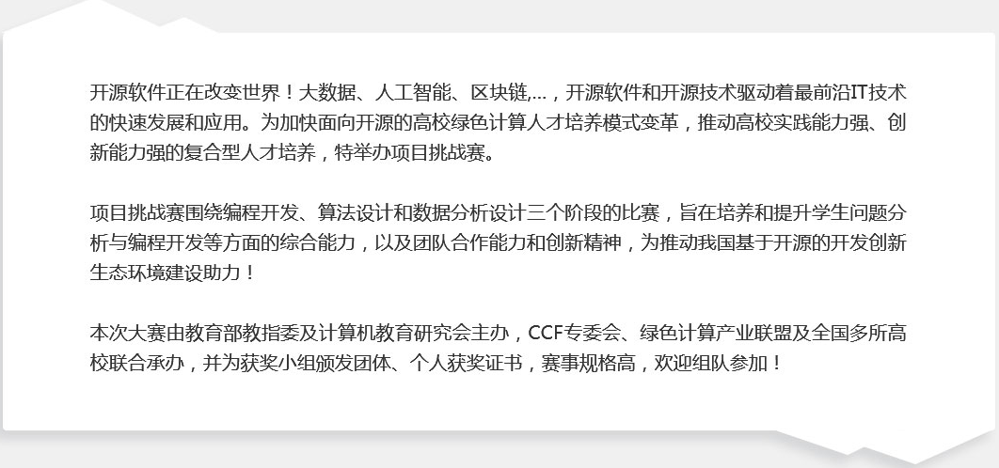 开源软件正在改变世界！大数据、人工智能、区块链,...，开源软件和开源技术驱动着最前沿IT技术
的快速发展和应用。为加快面向开源的高校绿色计算人才培养模式变革，推动高校实践能力强、创
新能力强的复合型人才培养，特举办项目挑战赛。
项目挑战赛围绕编程开发、算法设计和数据分析设计三个阶段的比赛，旨在培养和提升学生问题分
析与编程开发等方面的综合能力，以及团队合作能力和创新精神，为推动我国基于开源的开发创新
生态环境建设助力！
本次大赛由教育部教指委及计算机教育研究会主办，CCF专委会、绿色计算产业联盟及全国多所高
校联合承办，并为获奖小组颁发团体、个人获奖证书，赛事规格高，欢迎组队参加！